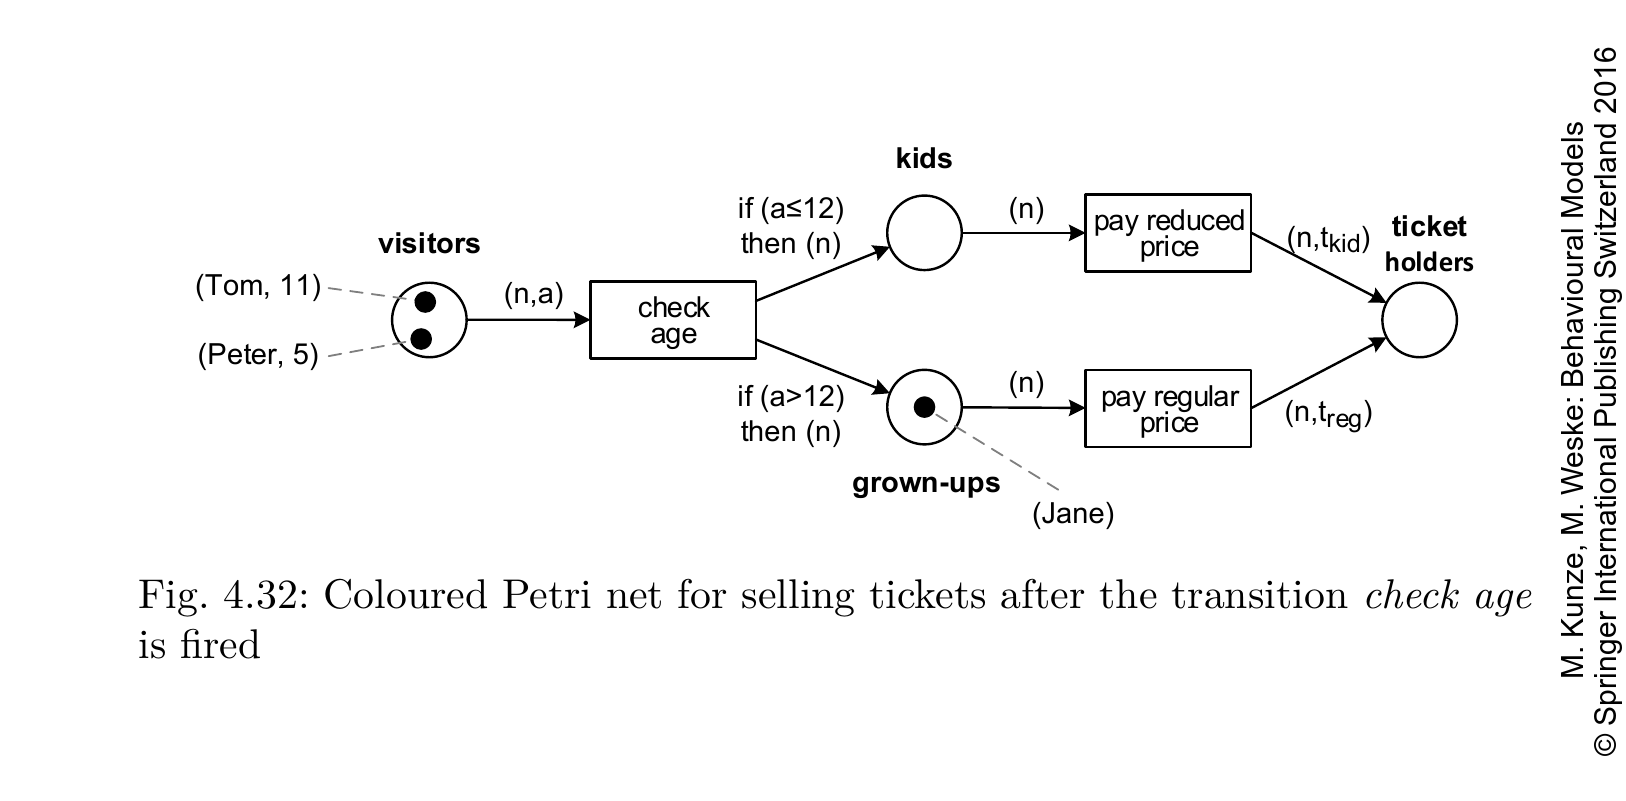 kids
if (a≤12)
then (n)
(n)
pay reduced
price
(n,tkid)
ticket
holders
visitors
(Tom, 11)
(Peter, 5)
(n,a)
check
age
if (a>12)
then (n)
(n)
pay regular
price
(n,treg)
grown-ups
(Jane)
Fig. 4.32: Coloured Petri net for selling tickets after the transition check age
is fired
M. Kunze, M. Weske: Behavioural Models
© Springer International Publishing Switzerland 2016